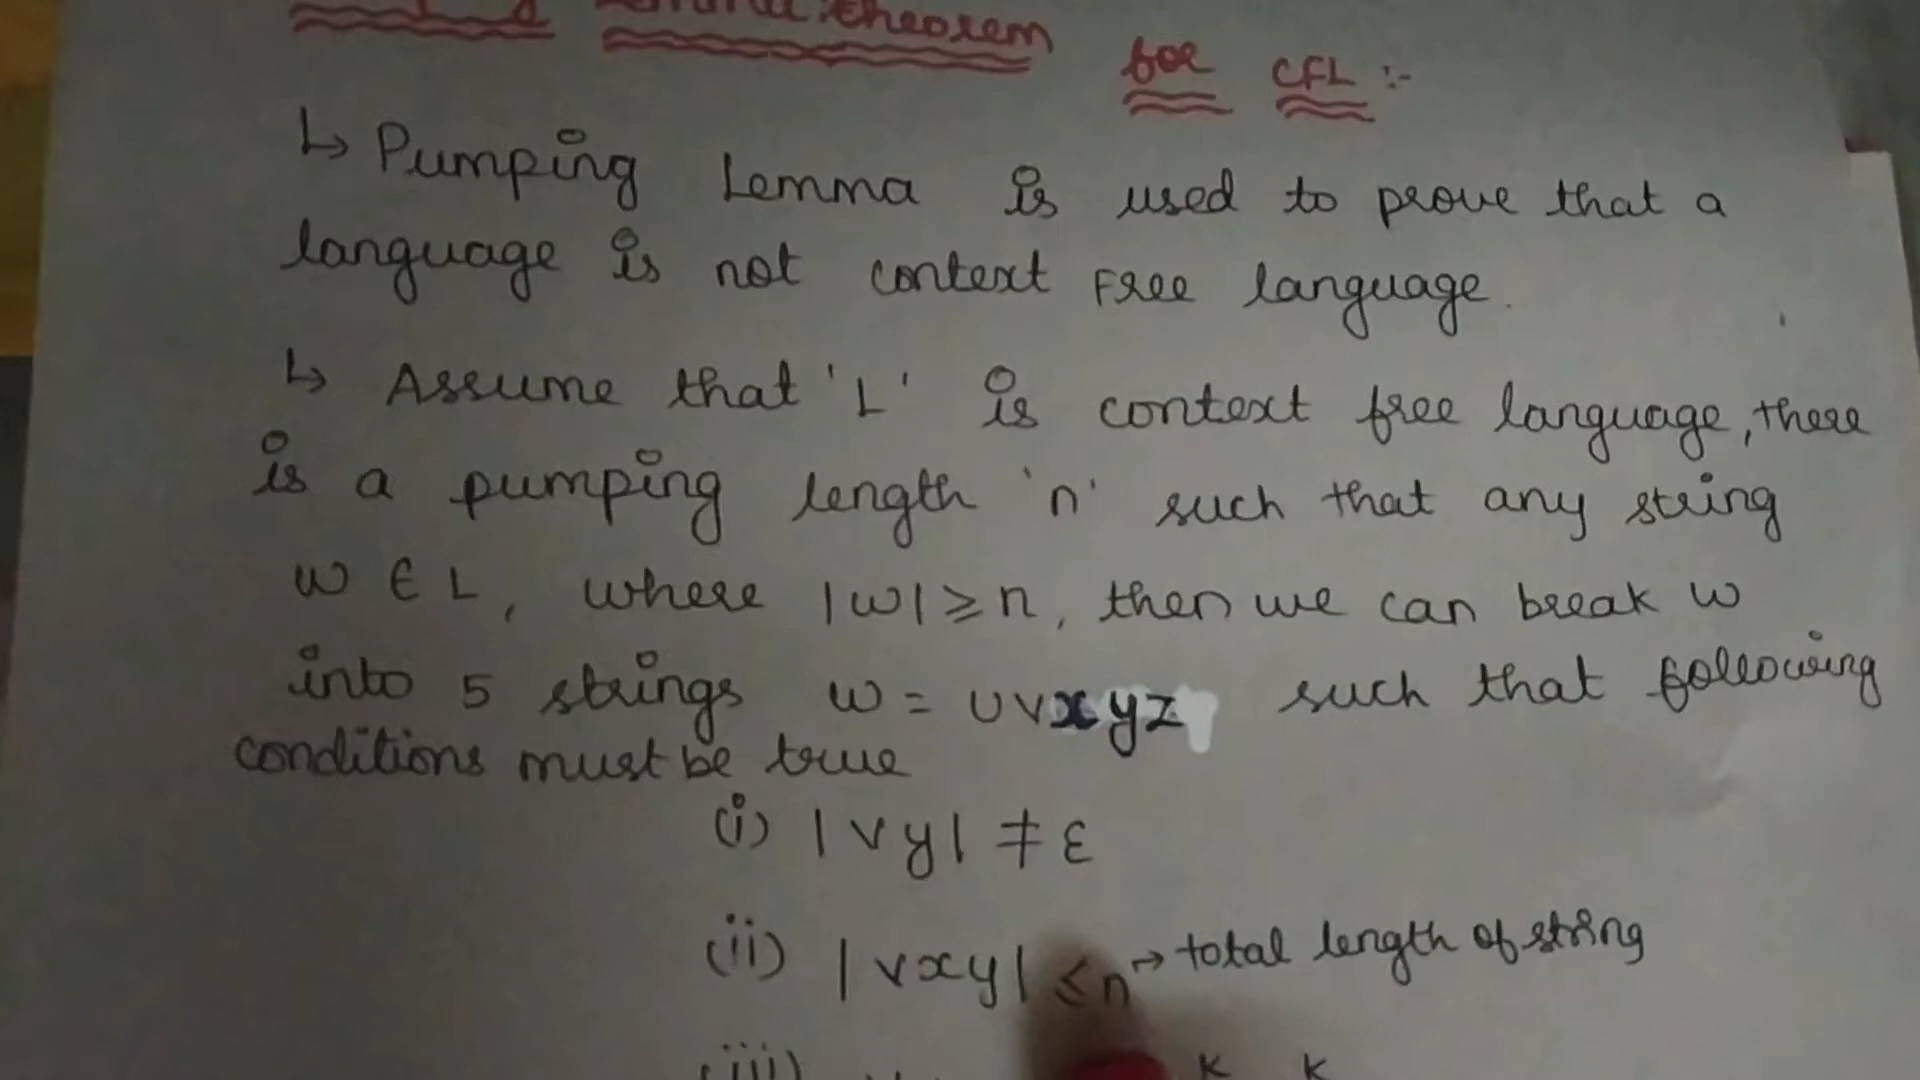 theorem for CFL :-
↳ Pumping Lemma is used to prove that a
language is not context Free language.
↳ Assume that 'L' is context free language, there
is a pumping length 'n' such that any string
w ∈ L, where |w| ≥ n, then we can break w
into 5 strings w = uvxyz such that following
conditions must be true
(i) |vy| ≠ ε
(ii) |vxy| ≤ n → total length of string
(iii) k k